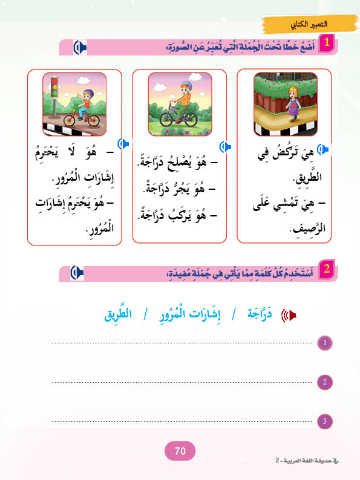 التعبير الكتابي
1 أَضَعُ خَطًّا تَحْتَ الْجُمْلَةِ الَّتِي تُعَبِّرُ عَنِ الصُّورَةِ:
هِيَ تَرْكُضُ فِي
الطَّرِيقِ.
– هِيَ تَمْشِي عَلَى
الرَّصِيفِ.
– هُوَ يُصْلِحُ دَرَّاجَةً.
– هُوَ يَجُرُّ دَرَّاجَةً.
– هُوَ يَرْكَبُ دَرَّاجَةً.
– هُوَ لَا يَحْتَرِمُ
إِشَارَاتِ الْمُرُورِ.
– هُوَ يَحْتَرِمُ إِشَارَاتِ
الْمُرُورِ.
2 أَسْتَخْدِمُ كُلَّ كَلِمَةٍ مِمَّا يَأْتِي فِي جُمْلَةٍ مُفِيدَةٍ:
دَرَّاجَة / إِشَارَات الْمُرُورِ / الطَّرِيق
1
2
3
70
في حديقة اللغة العربية - 2